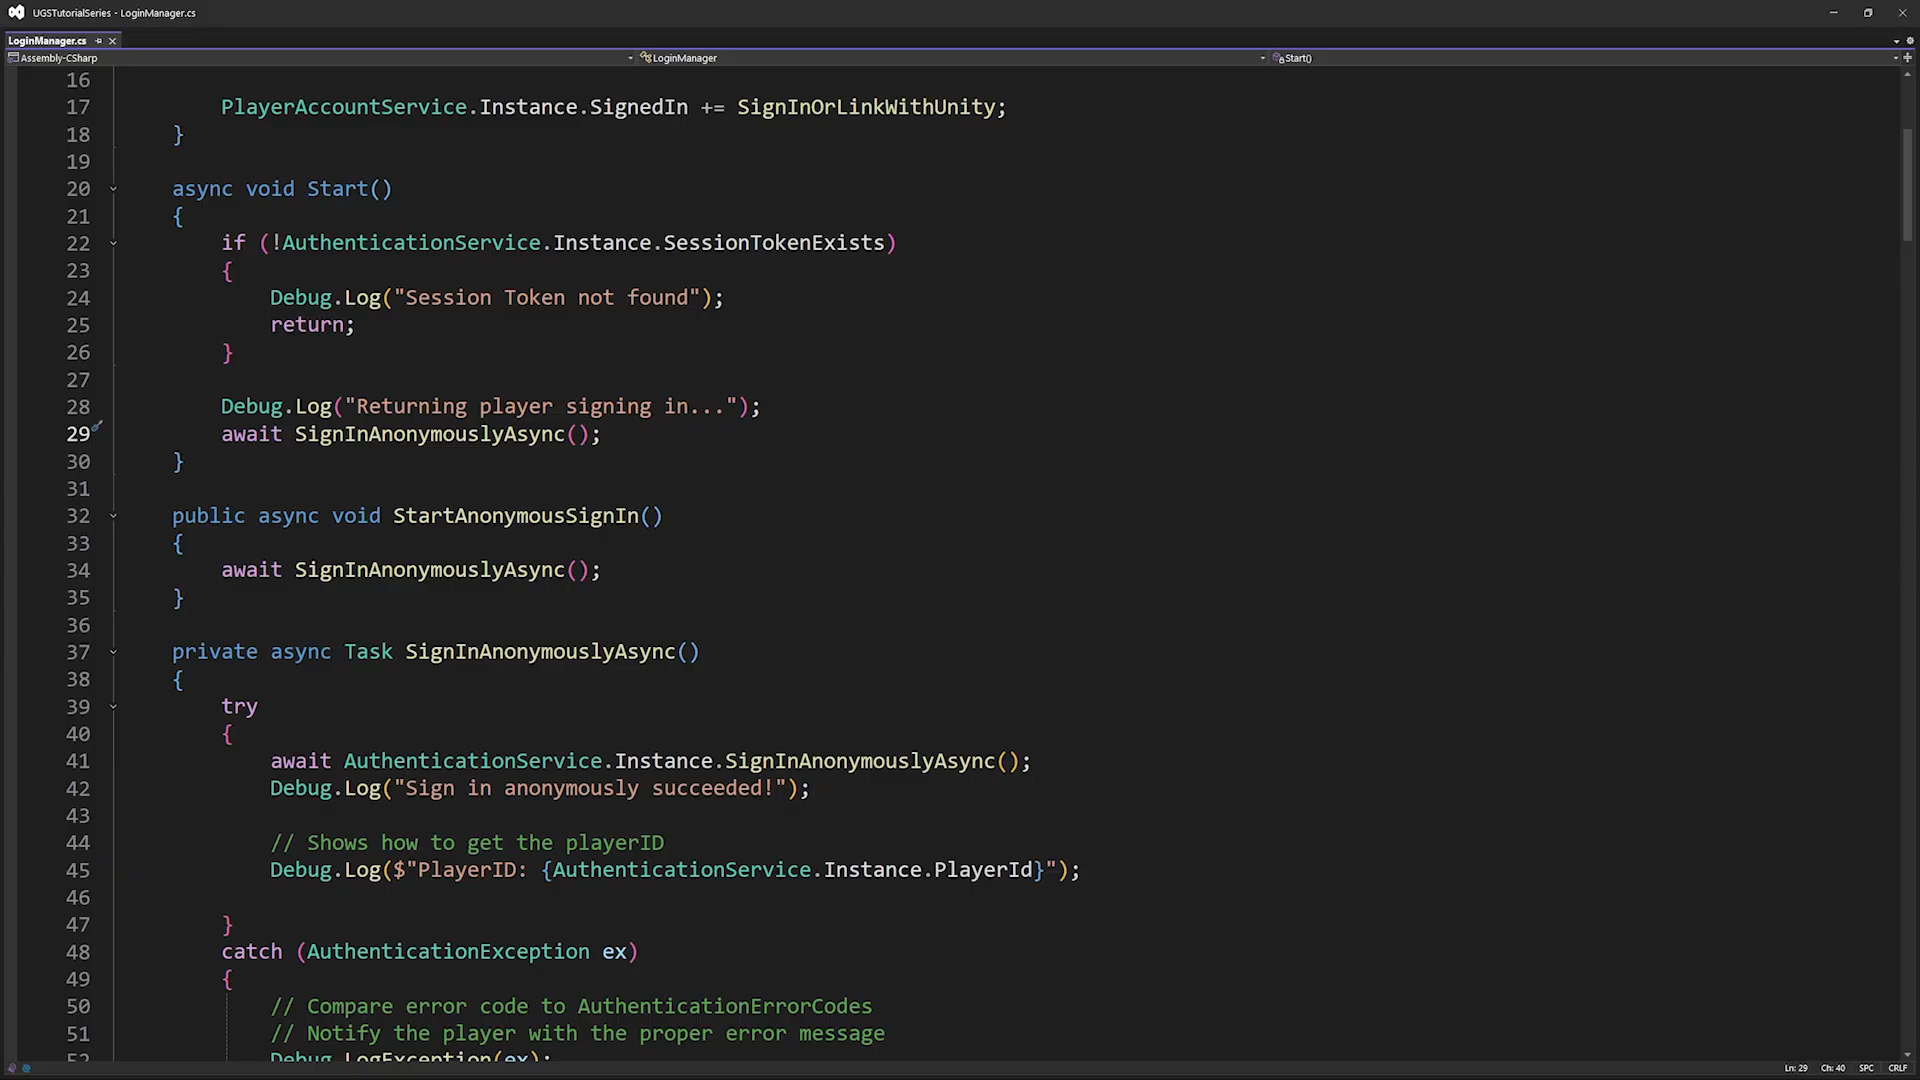 UGSTutorialSeries - LoginManager.cs
LoginManager.cs
Assembly-CSharp LoginManager Start()
16
17 PlayerAccountService.Instance.SignedIn += SignInOrLinkWithUnity;
18 }
19
20 async void Start()
21 {
22 if (!AuthenticationService.Instance.SessionTokenExists)
23 {
24 Debug.Log("Session Token not found");
25 return;
26 }
27
28 Debug.Log("Returning player signing in...");
29 await SignInAnonymouslyAsync();
30 }
31
32 public async void StartAnonymousSignIn()
33 {
34 await SignInAnonymouslyAsync();
35 }
36
37 private async Task SignInAnonymouslyAsync()
38 {
39 try
40 {
41 await AuthenticationService.Instance.SignInAnonymouslyAsync();
42 Debug.Log("Sign in anonymously succeeded!");
43
44 // Shows how to get the playerID
45 Debug.Log($"PlayerID: {AuthenticationService.Instance.PlayerId}");
46
47 }
48 catch (AuthenticationException ex)
49 {
50 // Compare error code to AuthenticationErrorCodes
51 // Notify the player with the proper error message
52 Debug.LogException(ex);
Ln: 29 Ch: 40 SPC CRLF